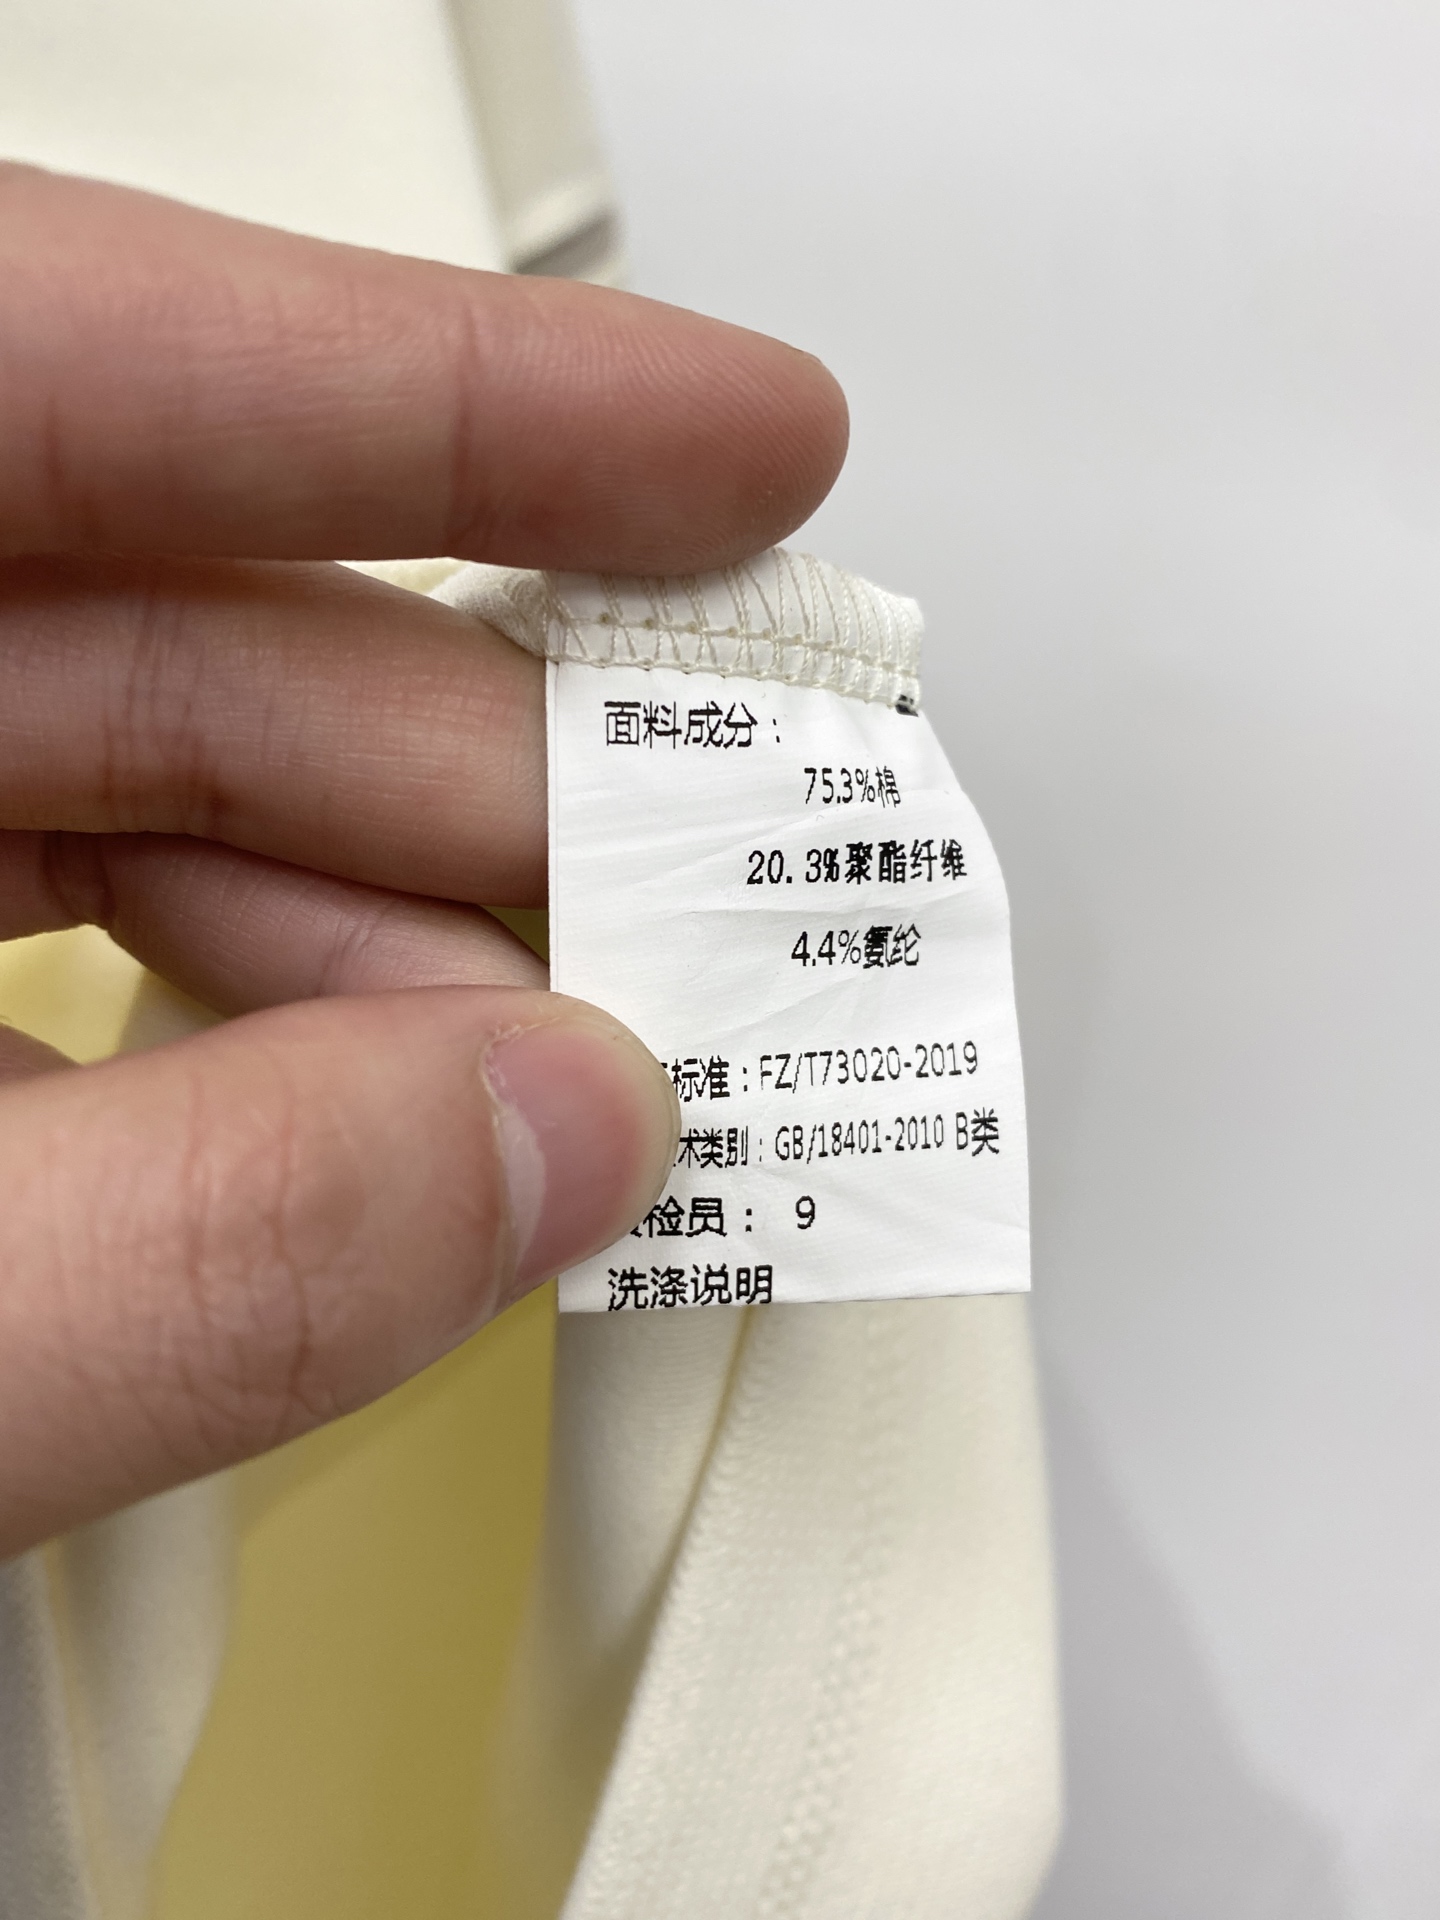 面料成分：
75.3%棉
20.3%聚酯纤维
4.4%氨纶
标准：FZ/T73020-2019
术类别：GB/18401-2010 B类
检员： 9
洗涤说明